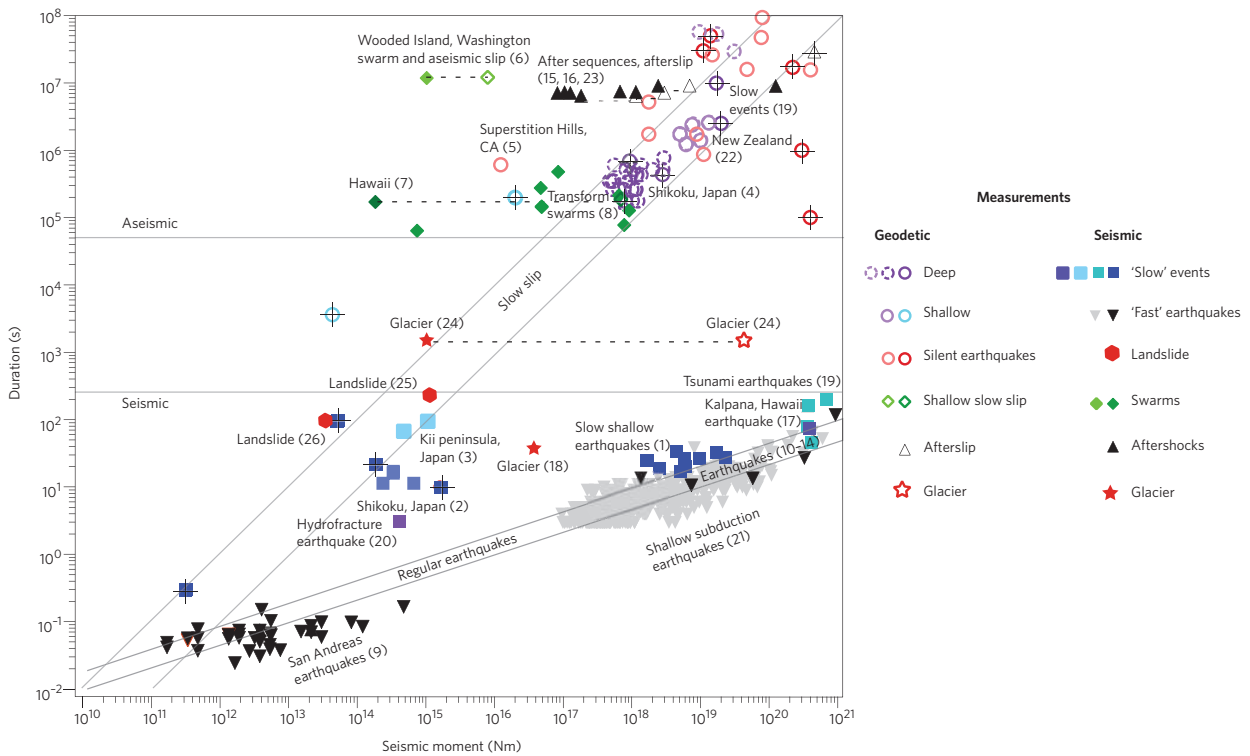 10^8
10^7
10^6
10^5
10^4
10^3
10^2
10^1
10^0
10^−1
10^−2
Duration (s)
Wooded Island, Washington
swarm and aseismic slip (6)
After sequences, afterslip
(15, 16, 23)
Slow
events (19)
Superstition Hills,
CA (5)
New Zealand
(22)
Hawaii (7)
Transform
swarms (8)
Shikoku, Japan (4)
Aseismic
Slow slip
Glacier (24)
Glacier (24)
Landslide (25)
Tsunami earthquakes (19)
Seismic
Kalpana, Hawaii
earthquake (17)
Landslide (26)
Kii peninsula,
Japan (3)
Slow shallow
earthquakes (1)
Glacier (18)
Earthquakes (10-14)
Shikoku, Japan (2)
Hydrofracture
earthquake (20)
Regular earthquakes
Shallow subduction
earthquakes (21)
San Andreas
earthquakes (9)
10^10
10^11
10^12
10^13
10^14
10^15
10^16
10^17
10^18
10^19
10^20
10^21
Seismic moment (Nm)
Measurements
Geodetic
Seismic
Deep
'Slow' events
Shallow
'Fast' earthquakes
Silent earthquakes
Landslide
Shallow slow slip
Swarms
Afterslip
Aftershocks
Glacier
Glacier